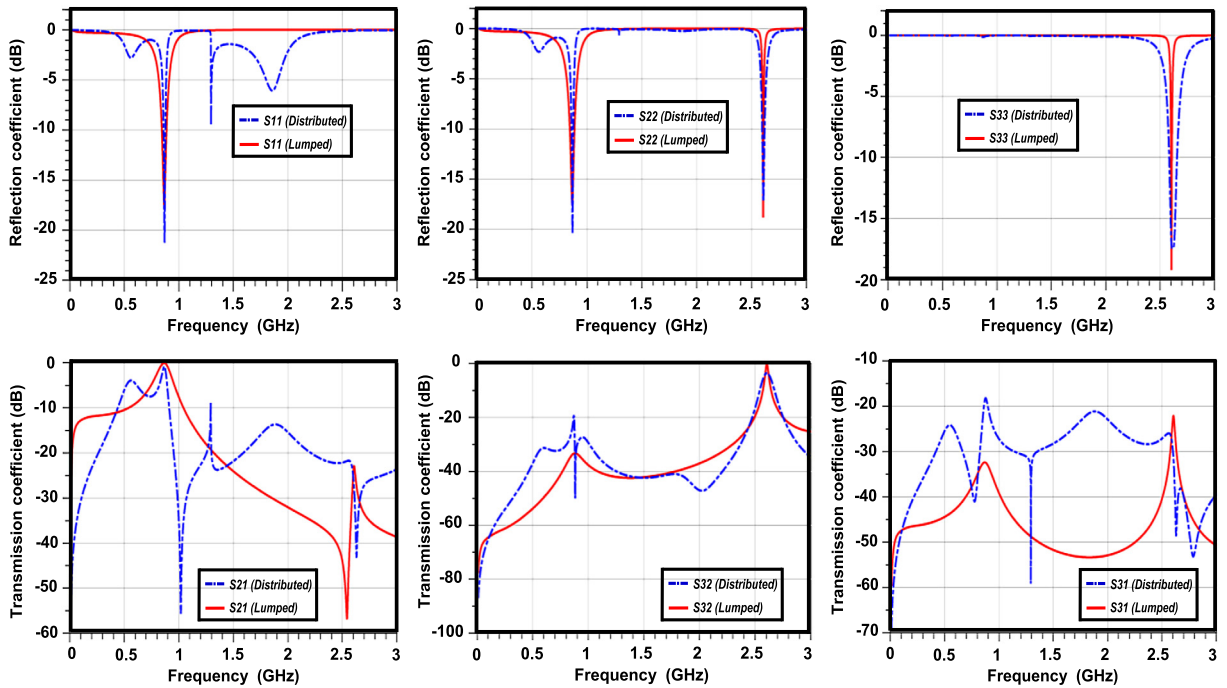 Reflection coefficient (dB)
0
-5
-10
-15
-20
-25
S11 (Distributed)
S11 (Lumped)
0 0.5 1 1.5 2 2.5 3
Frequency (GHz)
Reflection coefficient (dB)
0
-5
-10
-15
-20
-25
S22 (Distributed)
S22 (Lumped)
0 0.5 1 1.5 2 2.5 3
Frequency (GHz)
Reflection coefficient (dB)
0
-5
-10
-15
-20
S33 (Distributed)
S33 (Lumped)
0 0.5 1 1.5 2 2.5 3
Frequency (GHz)
Transmission coefficient (dB)
0
-10
-20
-30
-40
-50
-60
S21 (Distributed)
S21 (Lumped)
0 0.5 1 1.5 2 2.5 3
Frequency (GHz)
Transmission coefficient (dB)
0
-20
-40
-60
-80
-100
S32 (Distributed)
S32 (Lumped)
0 0.5 1 1.5 2 2.5 3
Frequency (GHz)
Transmission coefficient (dB)
-10
-20
-30
-40
-50
-60
-70
S31 (Distributed)
S31 (Lumped)
0 0.5 1 1.5 2 2.5 3
Frequency (GHz)